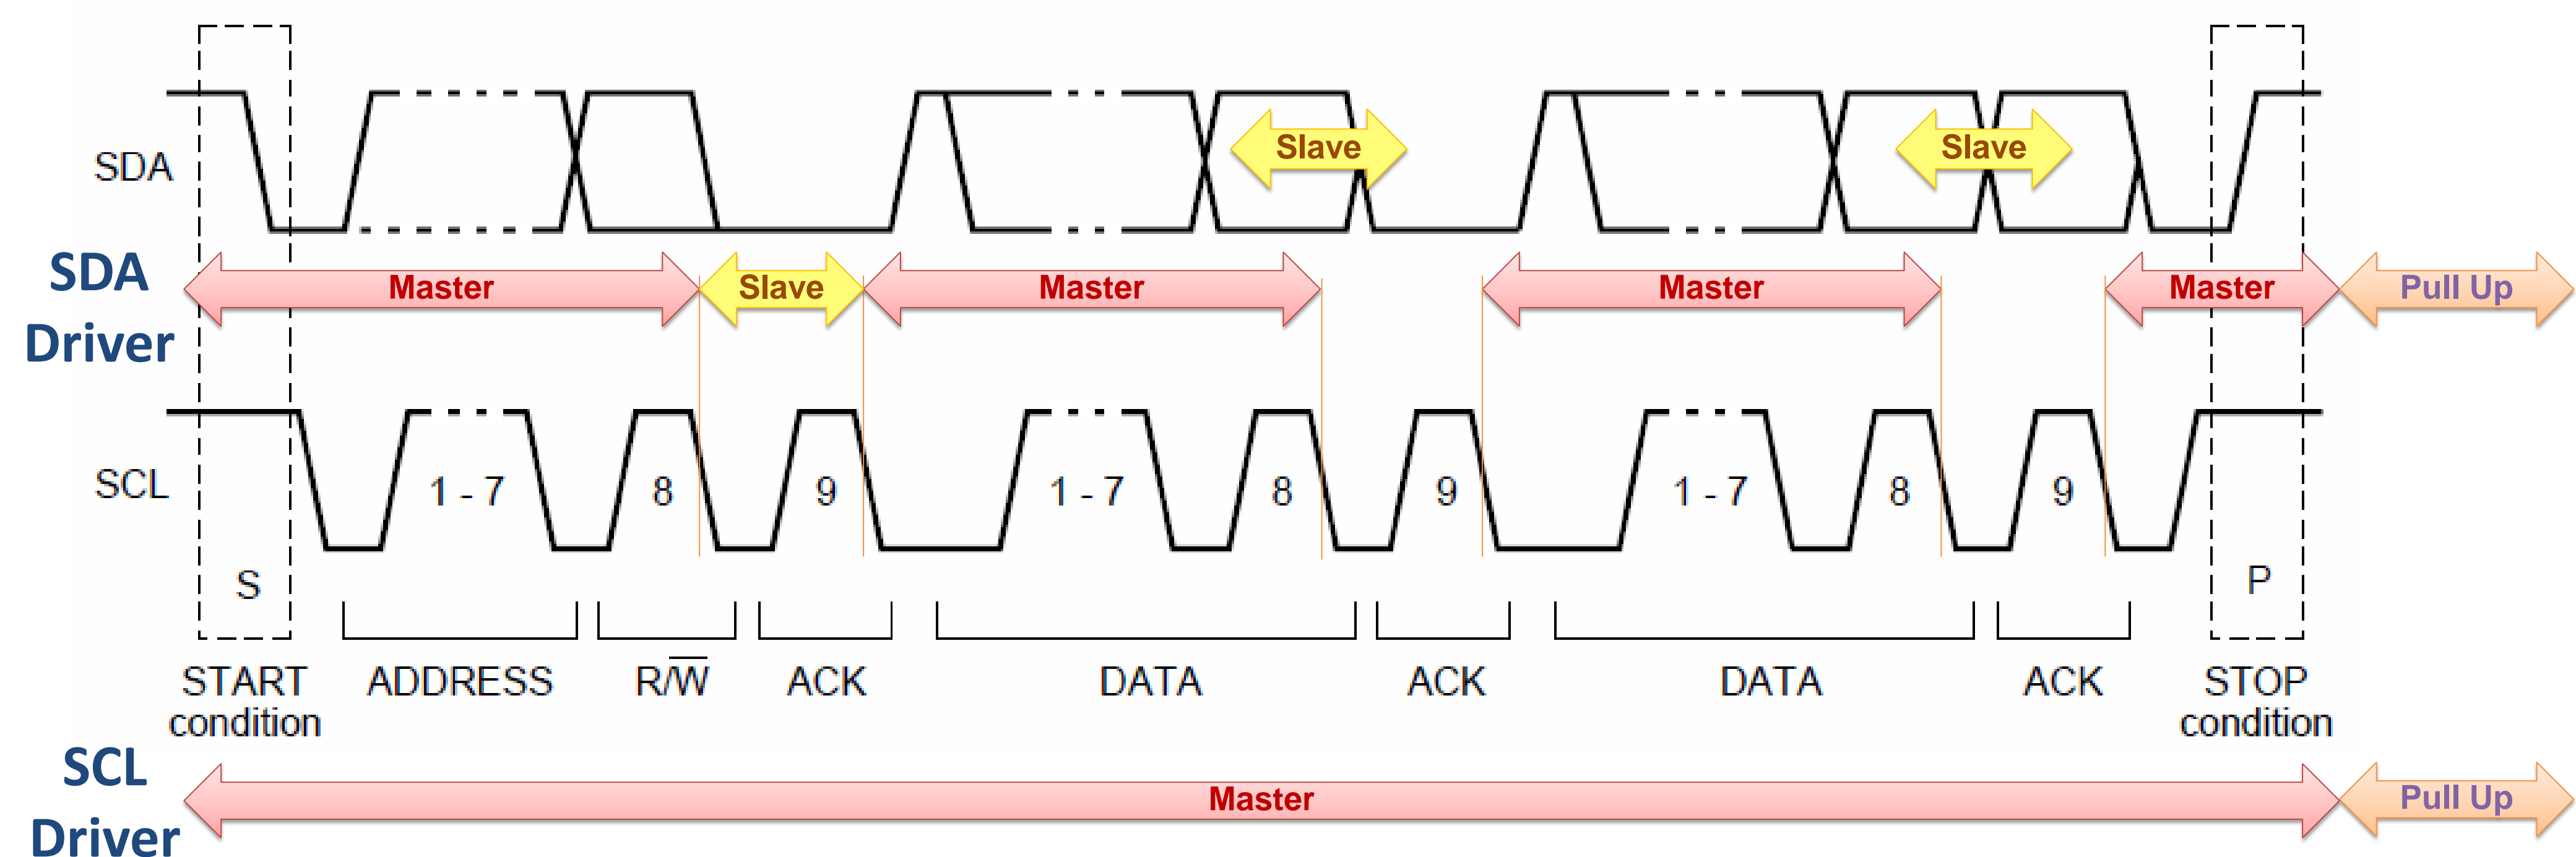 Slave
Slave
SDA
SDA
Driver
Master
Slave
Master
Master
Master
Pull Up
SCL
1 - 7
8
9
1 - 7
8
9
1 - 7
8
9
S
P
START
condition
ADDRESS
R/W̅
ACK
DATA
ACK
DATA
ACK
STOP
condition
SCL
Driver
Master
Pull Up